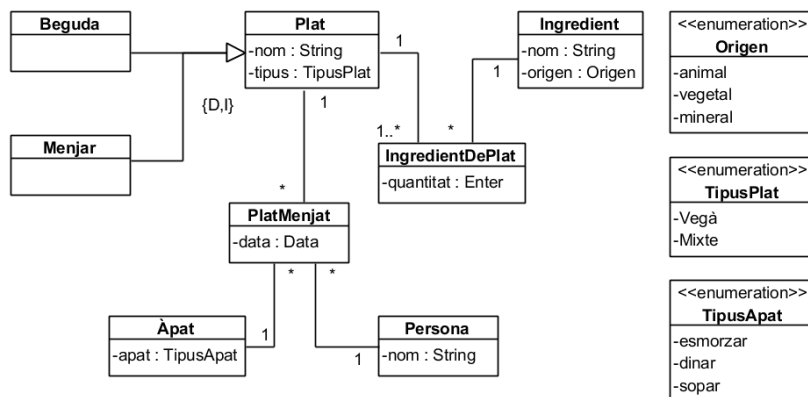 Beguda
Plat
-nom : String
-tipus : TipusPlat
Ingredient
-nom : String
-origen : Origen
<<enumeration>>
Origen
-animal
-vegetal
-mineral
1
1
{D,I}
1
Menjar
1..*
*
IngredientDePlat
-quantitat : Enter
<<enumeration>>
TipusPlat
-Vegà
-Mixte
*
PlatMenjat
-data : Data
*
*
<<enumeration>>
TipusApat
-esmorzar
-dinar
-sopar
Àpat
-apat : TipusApat
1
Persona
-nom : String
1